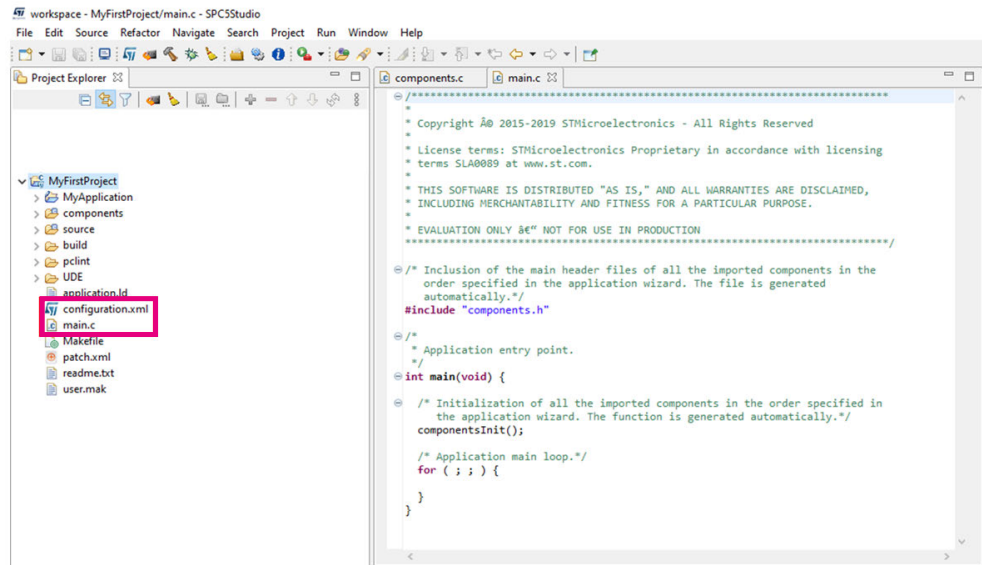 workspace - MyFirstProject/main.c - SPC5Studio
File Edit Source Refactor Navigate Search Project Run Window Help
Project Explorer
MyFirstProject
MyApplication
components
source
build
pclint
UDE
application.ld
configuration.xml
main.c
Makefile
patch.xml
readme.txt
user.mak
components.c main.c
/******************************************************************************
*
* Copyright Â© 2015-2019 STMicroelectronics - All Rights Reserved
*
* License terms: STMicroelectronics Proprietary in accordance with licensing
* terms SLA0089 at www.st.com.
*
* THIS SOFTWARE IS DISTRIBUTED "AS IS," AND ALL WARRANTIES ARE DISCLAIMED,
* INCLUDING MERCHANTABILITY AND FITNESS FOR A PARTICULAR PURPOSE.
*
* EVALUATION ONLY â€“ NOT FOR USE IN PRODUCTION
*****************************************************************************/
/* Inclusion of the main header files of all the imported components in the
order specified in the application wizard. The file is generated
automatically.*/
#include "components.h"
/*
* Application entry point.
*/
int main(void) {
/* Initialization of all the imported components in the order specified in
the application wizard. The function is generated automatically.*/
componentsInit();
/* Application main loop.*/
for ( ; ; ) {
}
}